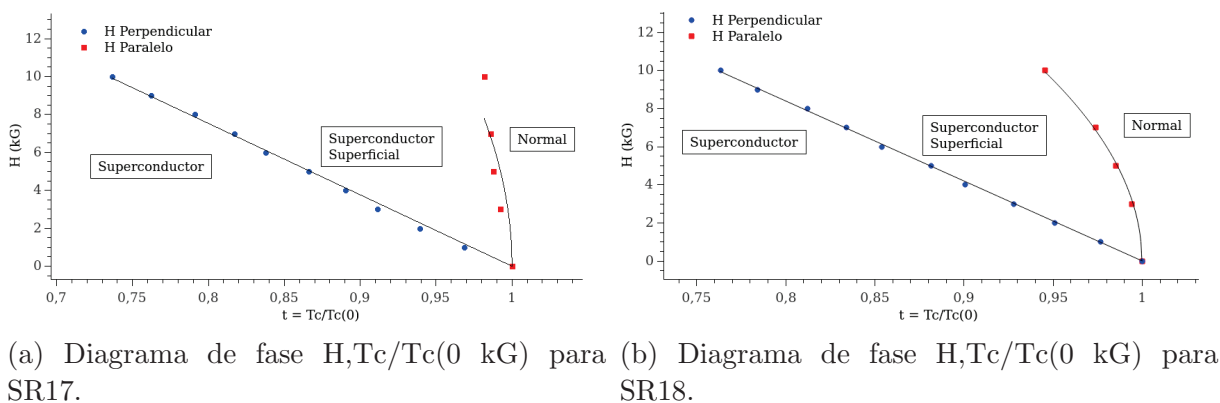 H Perpendicular
H Paralelo
12
10
8
6
4
2
0
H (kG)
Superconductor
Superconductor
Superficial
Normal
0,7
0,75
0,8
0,85
0,9
0,95
1
t = Tc/Tc(0)
(a) Diagrama de fase H,Tc/Tc(0 kG) para
SR17.
H Perpendicular
H Paralelo
12
10
8
6
4
2
0
H (kG)
Superconductor
Superconductor
Superficial
Normal
0,75
0,8
0,85
0,9
0,95
1
t = Tc/Tc(0)
(b) Diagrama de fase H,Tc/Tc(0 kG) para
SR18.